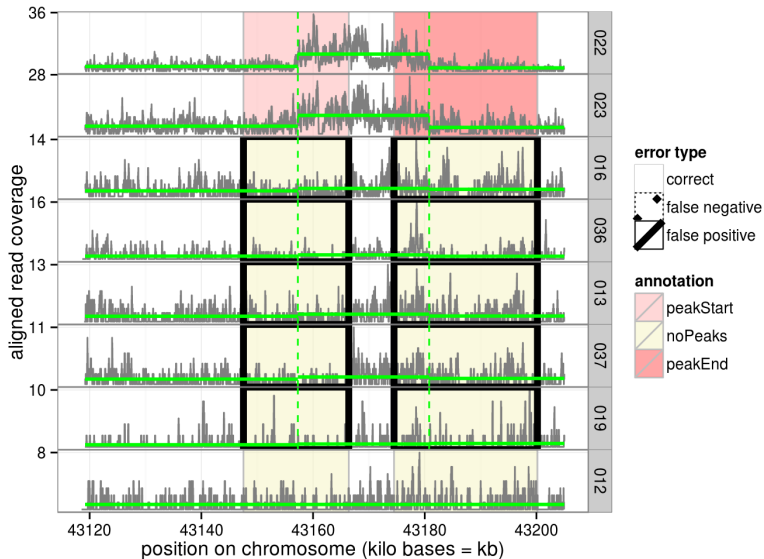 36
022
28
023
14
016
16
036
13
013
11
037
10
019
8
012
aligned read coverage
43120 43140 43160 43180 43200
position on chromosome (kilo bases = kb)
error type
correct
false negative
false positive
annotation
peakStart
noPeaks
peakEnd